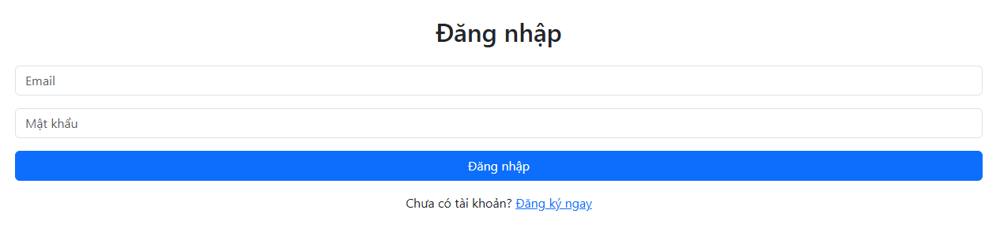 Đăng nhập
Email
Mật khẩu
Đăng nhập
Chưa có tài khoản? Đăng ký ngay